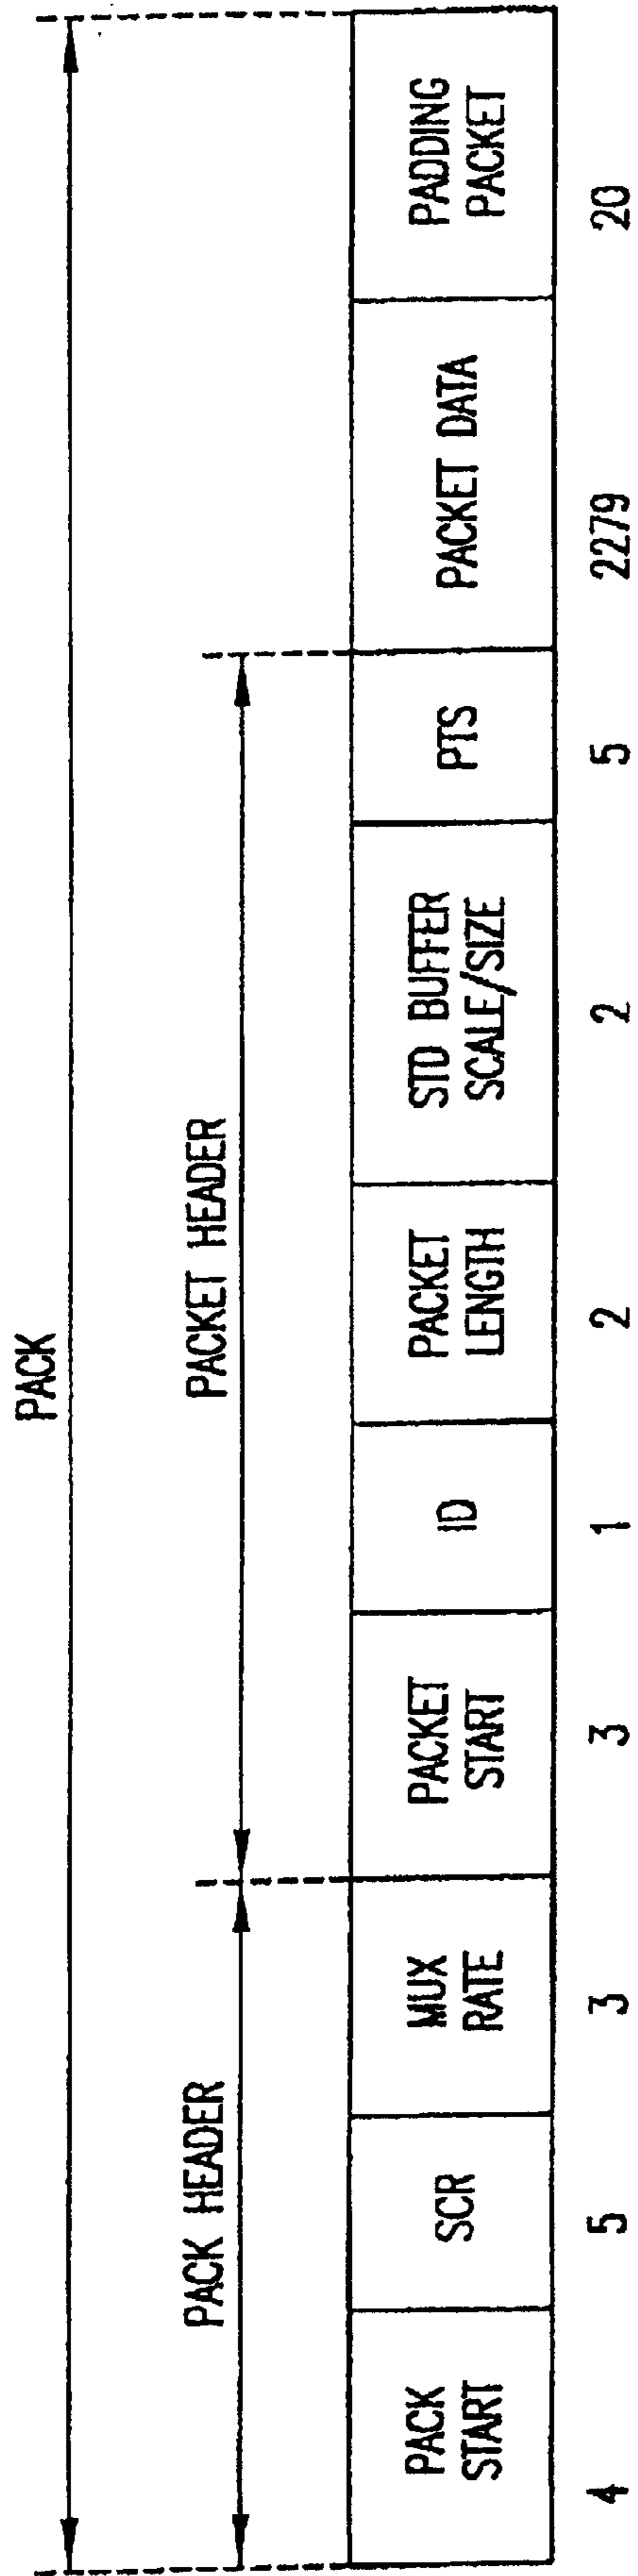 PACK
PACK HEADER
PACKET HEADER
PACK
START
SCR
MUX
RATE
PACKET
START
ID
PACKET
LENGTH
STD BUFFER
SCALE/SIZE
PTS
PACKET DATA
PADDING
PACKET
4
5
3
3
1
2
2
5
2279
20